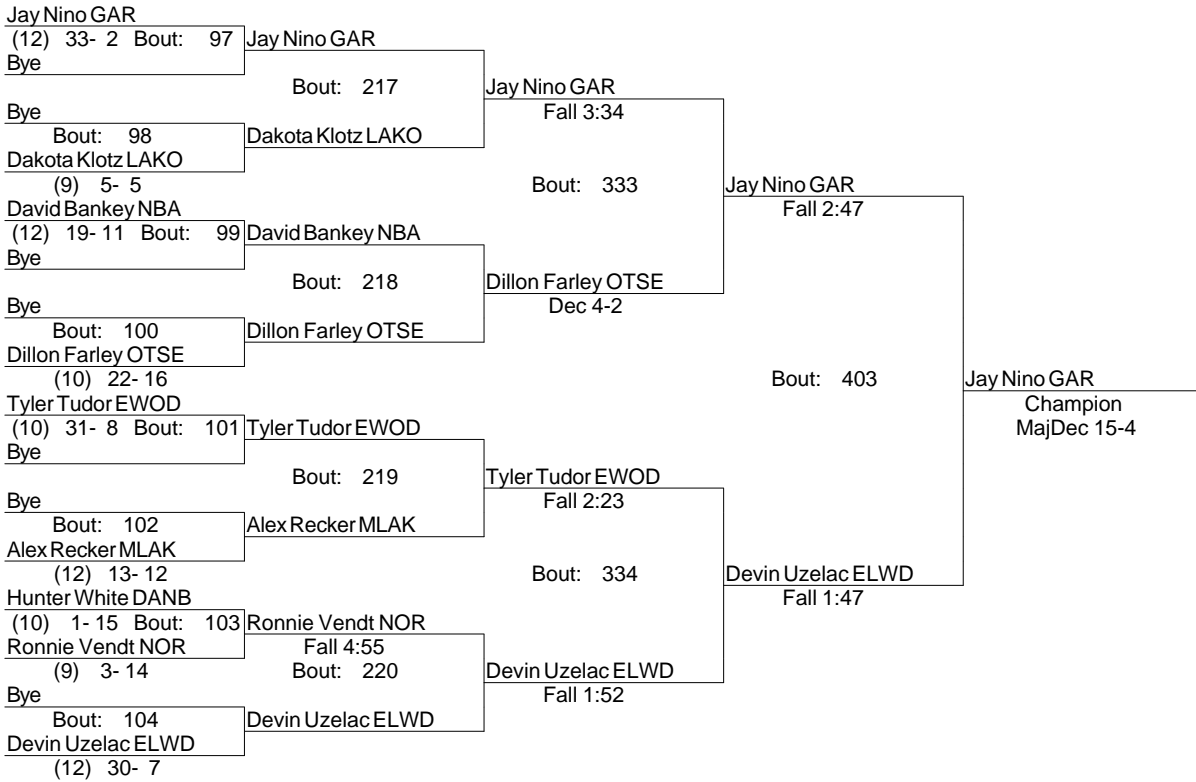 Jay Nino GAR
(12) 33- 2 Bout: 97 Jay Nino GAR
Bye
Bout: 217 Jay Nino GAR
Bye Fall 3:34
Bout: 98 Dakota Klotz LAKO
Dakota Klotz LAKO
(9) 5- 5 Bout: 333 Jay Nino GAR
David Bankey NBA Fall 2:47
(12) 19- 11 Bout: 99 David Bankey NBA
Bye
Bout: 218 Dillon Farley OTSE
Bye Dec 4-2
Bout: 100 Dillon Farley OTSE
Dillon Farley OTSE
(10) 22- 16 Bout: 403 Jay Nino GAR
Tyler Tudor EWOD Champion
(10) 31- 8 Bout: 101 Tyler Tudor EWOD MajDec 15-4
Bye
Bout: 219 Tyler Tudor EWOD
Bye Fall 2:23
Bout: 102 Alex Recker MLAK
Alex Recker MLAK
(12) 13- 12 Bout: 334 Devin Uzelac ELWD
Hunter White DANB Fall 1:47
(10) 1- 15 Bout: 103 Ronnie Vendt NOR
Ronnie Vendt NOR Fall 4:55
(9) 3- 14 Bout: 220 Devin Uzelac ELWD
Bye Fall 1:52
Bout: 104 Devin Uzelac ELWD
Devin Uzelac ELWD
(12) 30- 7